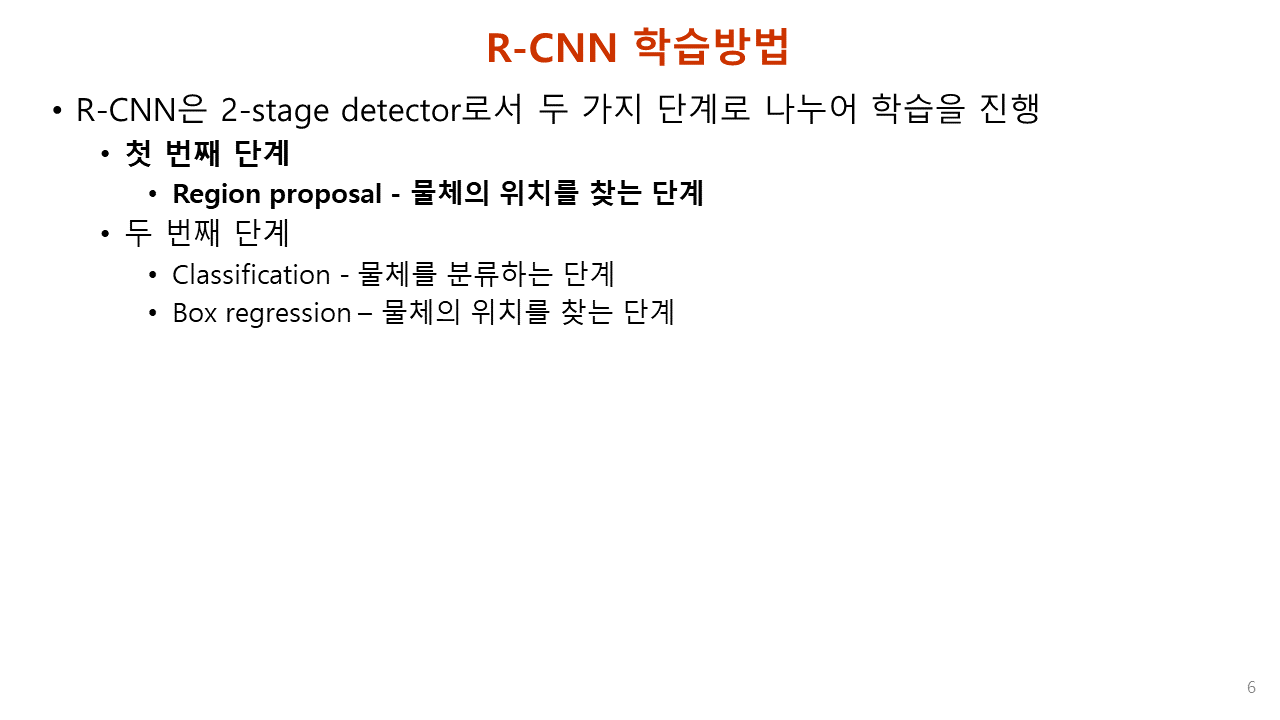 R-CNN 학습방법
• R-CNN은 2-stage detector로서 두 가지 단계로 나누어 학습을 진행
• 첫 번째 단계
• Region proposal - 물체의 위치를 찾는 단계
• 두 번째 단계
• Classification - 물체를 분류하는 단계
• Box regression – 물체의 위치를 찾는 단계
6